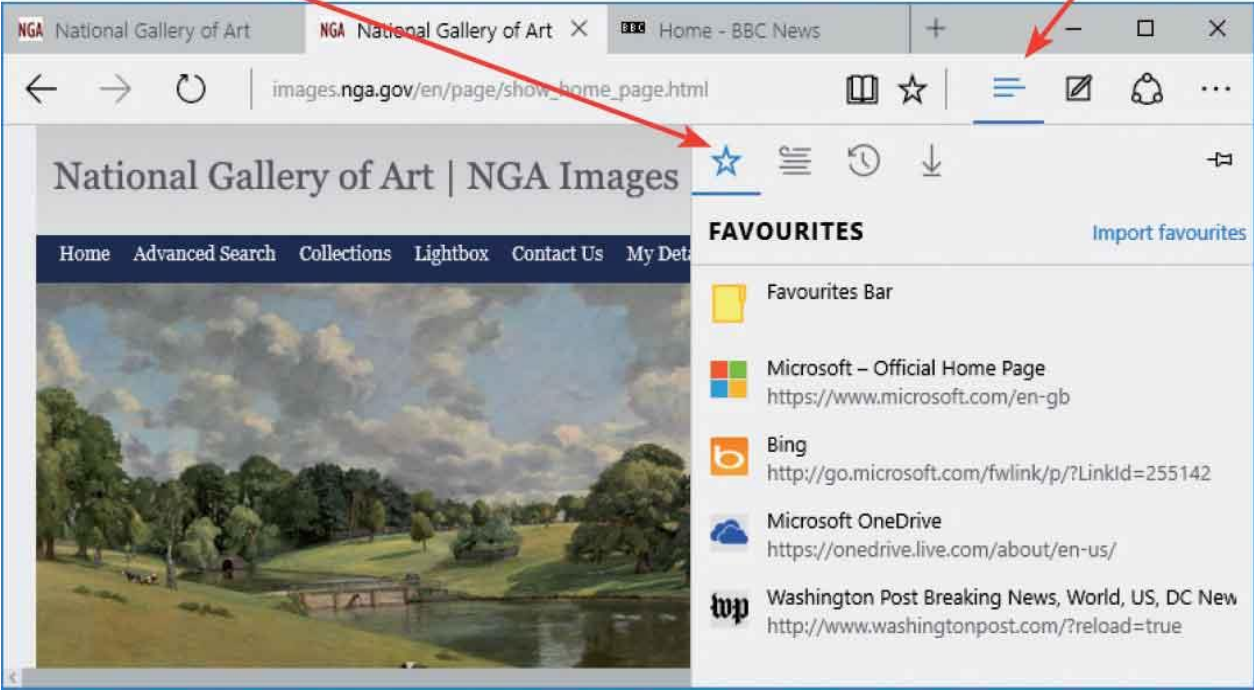 NGA National Gallery of Art
NGA National Gallery of Art
BBC Home - BBC News
images.nga.gov/en/page/show_home_page.html
National Gallery of Art | NGA Images
Home Advanced Search Collections Lightbox Contact Us My Deta
FAVOURITES
Import favourites
Favourites Bar
Microsoft – Official Home Page
https://www.microsoft.com/en-gb
Bing
http://go.microsoft.com/fwlink/p/?LinkId=255142
Microsoft OneDrive
https://onedrive.live.com/about/en-us/
wp Washington Post Breaking News, World, US, DC New
http://www.washingtonpost.com/?reload=true